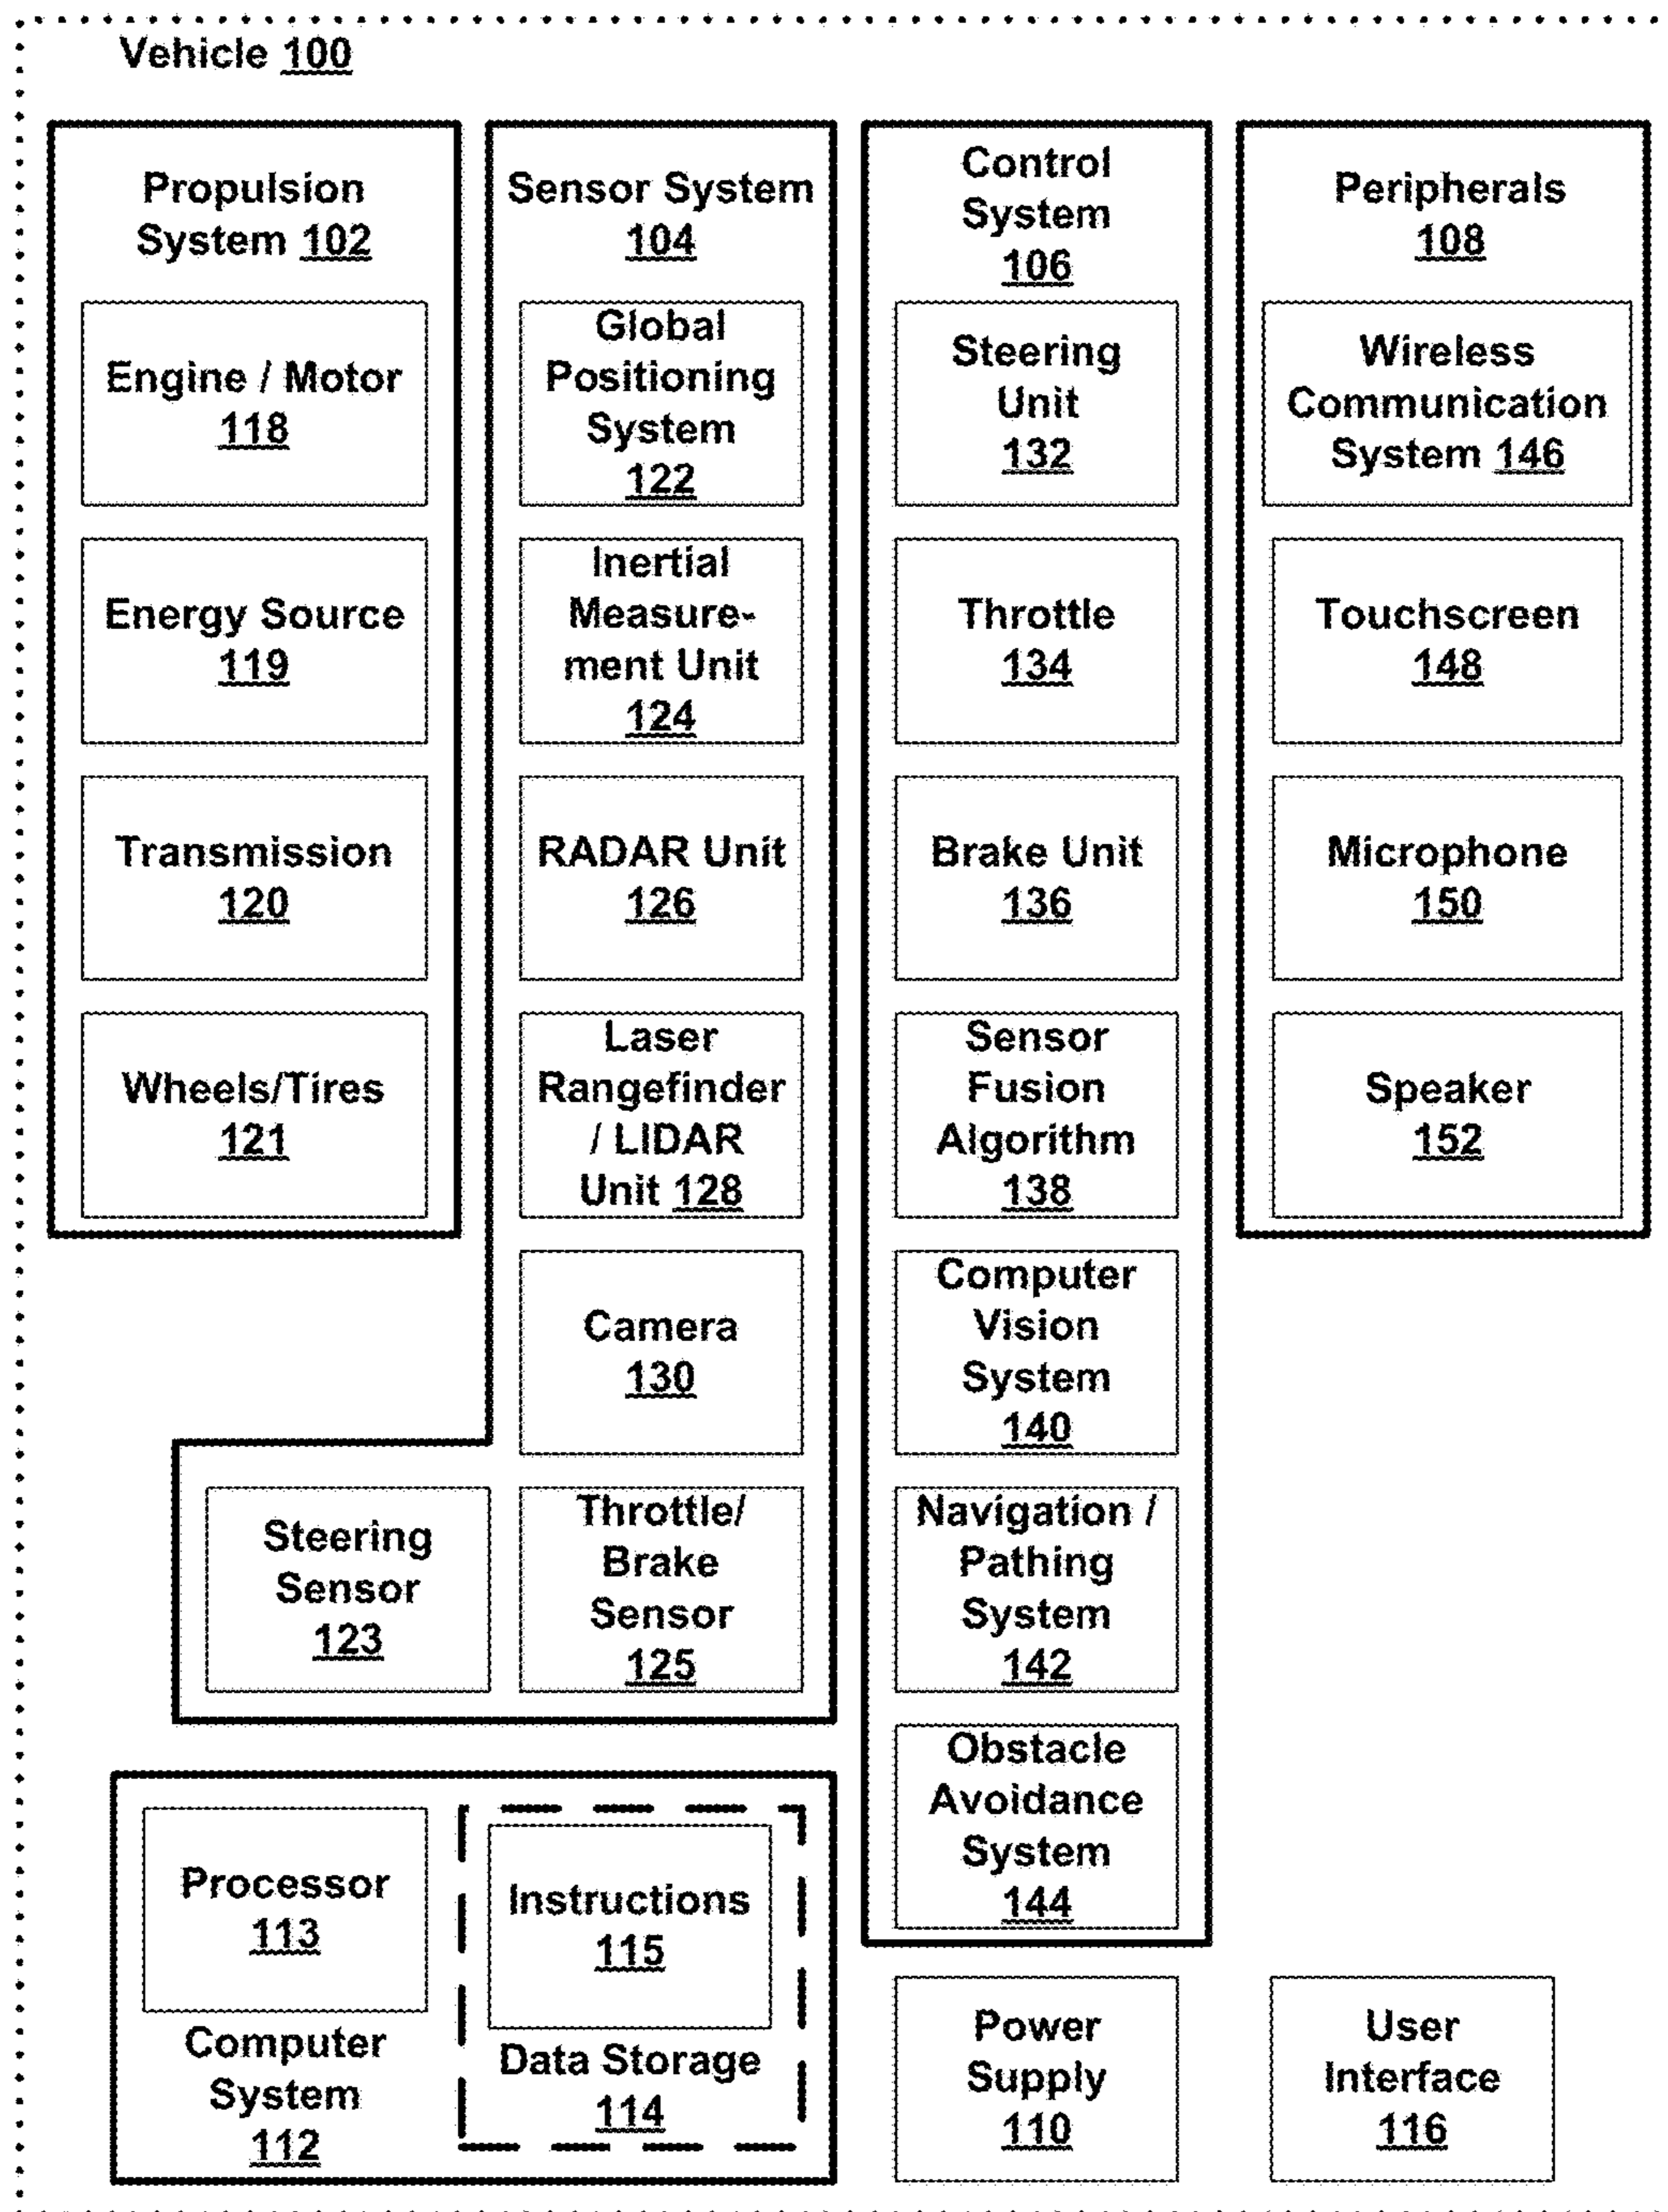 Vehicle 100
Propulsion
System 102
Engine / Motor
118
Energy Source
119
Transmission
120
Wheels/Tires
121
Sensor System
104
Global
Positioning
System
122
Inertial
Measure-
ment Unit
124
RADAR Unit
126
Laser
Rangefinder
/ LIDAR
Unit 128
Camera
130
Steering
Sensor
123
Throttle/
Brake
Sensor
125
Control
System
106
Steering
Unit
132
Throttle
134
Brake Unit
136
Sensor
Fusion
Algorithm
138
Computer
Vision
System
140
Navigation /
Pathing
System
142
Obstacle
Avoidance
System
144
Peripherals
108
Wireless
Communication
System 146
Touchscreen
148
Microphone
150
Speaker
152
Processor
113
Computer
System
112
Instructions
115
Data Storage
114
Power
Supply
110
User
Interface
116